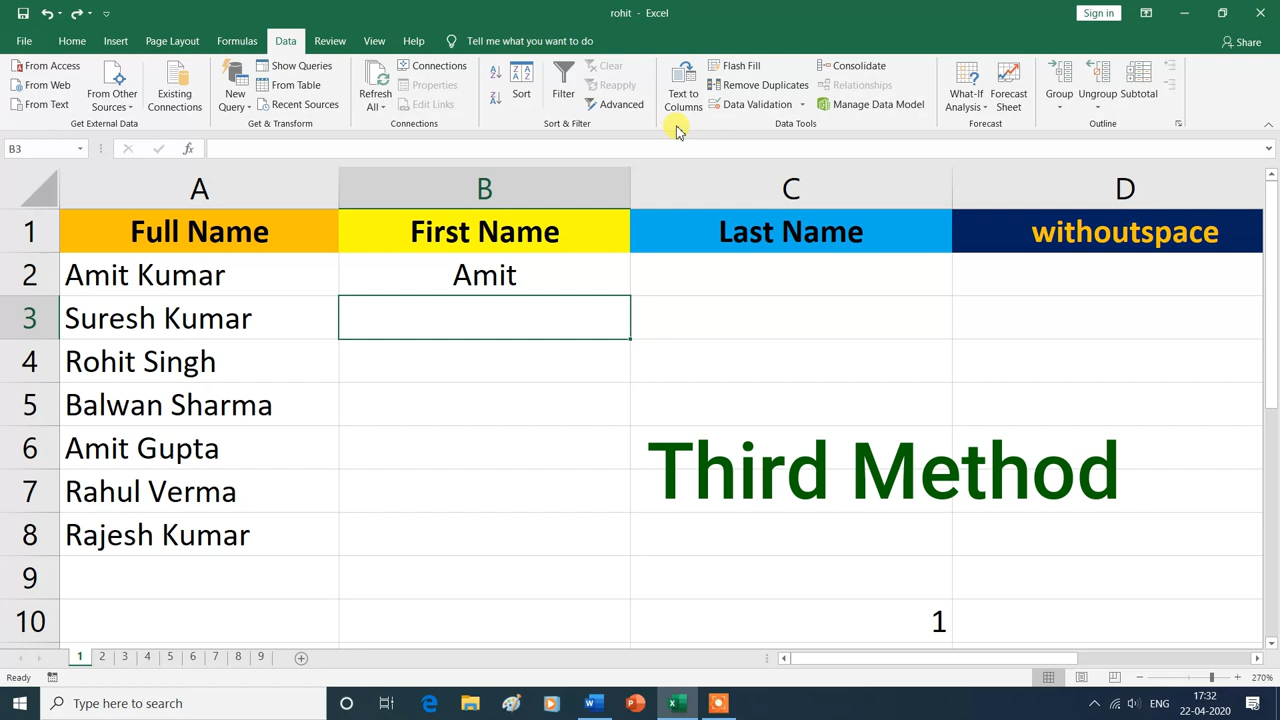 rohit - Excel
Sign in
File Home Insert Page Layout Formulas Data Review View Help Tell me what you want to do Share
From Access
From Web
From Text
From Other Sources
Existing Connections
Get External Data
New Query
Show Queries
From Table
Recent Sources
Get & Transform
Refresh All
Connections
Properties
Edit Links
Connections
Sort
Filter
Clear
Reapply
Advanced
Sort & Filter
Text to Columns
Flash Fill
Remove Duplicates
Data Validation
Consolidate
Relationships
Manage Data Model
Data Tools
What-If Analysis
Forecast Sheet
Forecast
Group
Ungroup
Subtotal
Outline
B3 fx
A B C D
1 Full Name First Name Last Name withoutspace
2 Amit Kumar Amit
3 Suresh Kumar
4 Rohit Singh
5 Balwan Sharma
6 Amit Gupta
Third Method
7 Rahul Verma
8 Rajesh Kumar
9
10 1
1 2 3 4 5 6 7 8 9
Ready 270%
Type here to search
17:32
22-04-2020